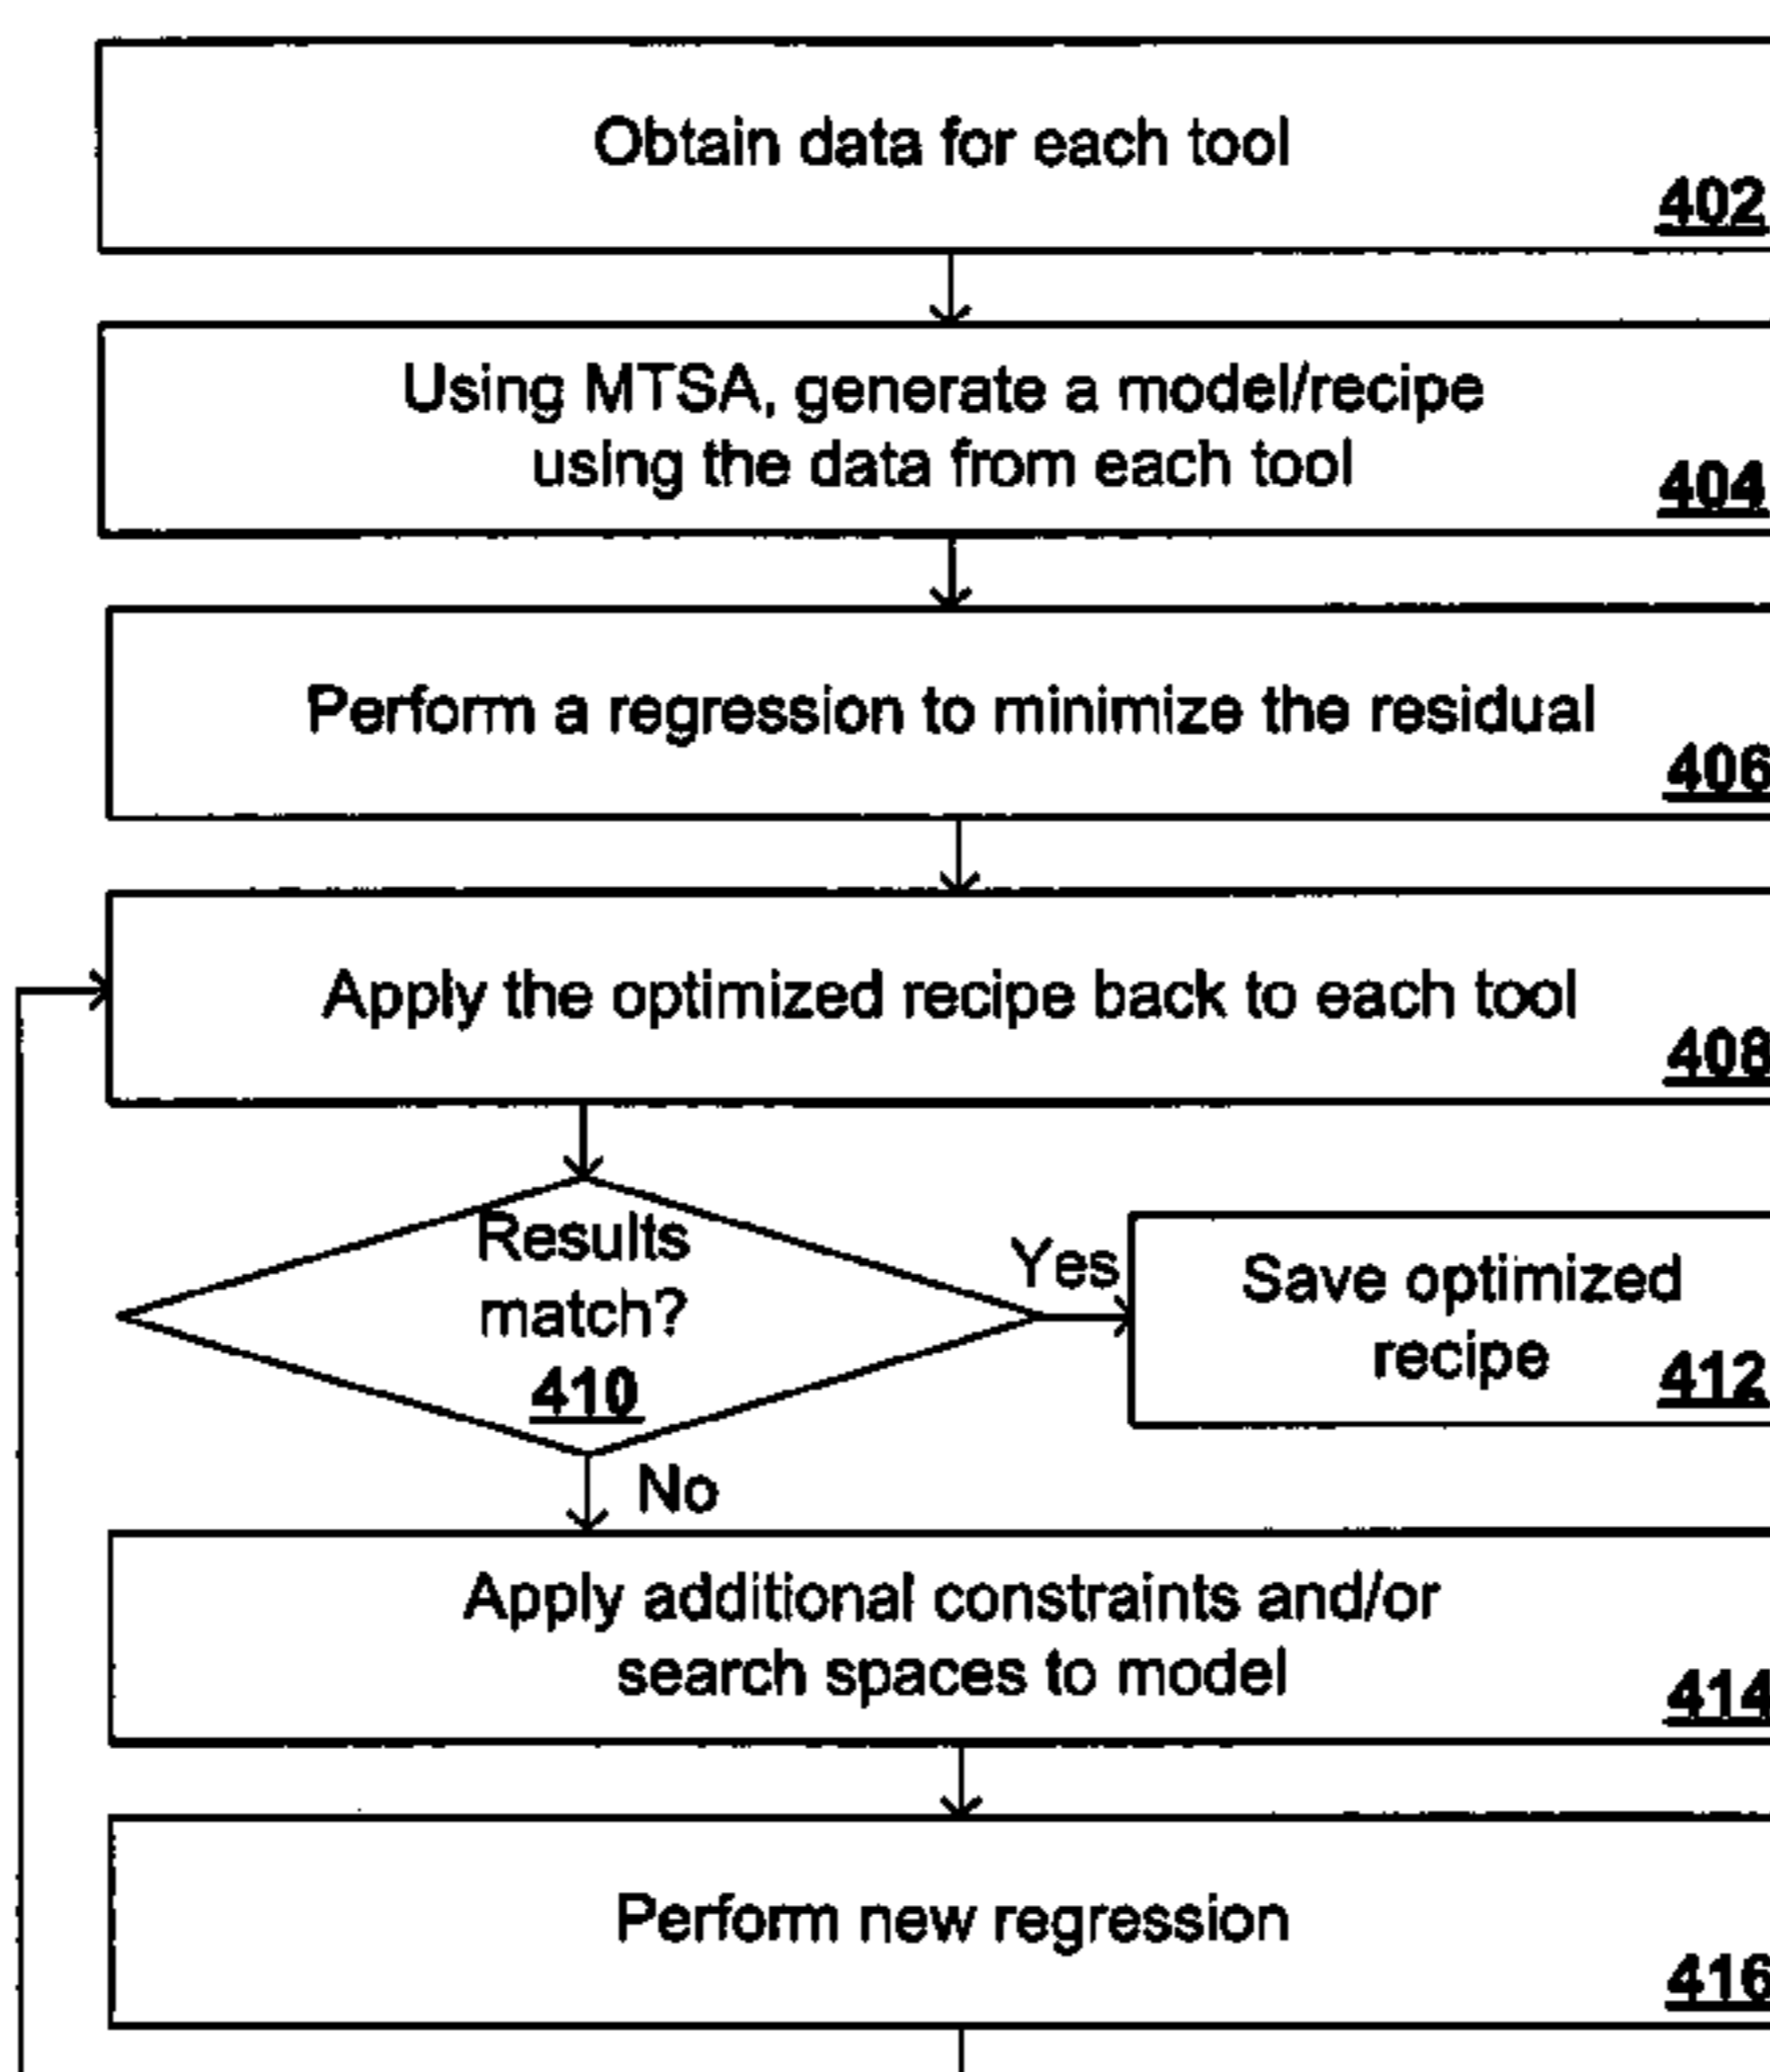 Obtain data for each tool
402
Using MTSA, generate a model/recipe
using the data from each tool
404
Perform a regression to minimize the residual
406
Apply the optimized recipe back to each tool
408
Results
match?
410
Yes
Save optimized
recipe
412
No
Apply additional constraints and/or
search spaces to model
414
Perform new regression
416